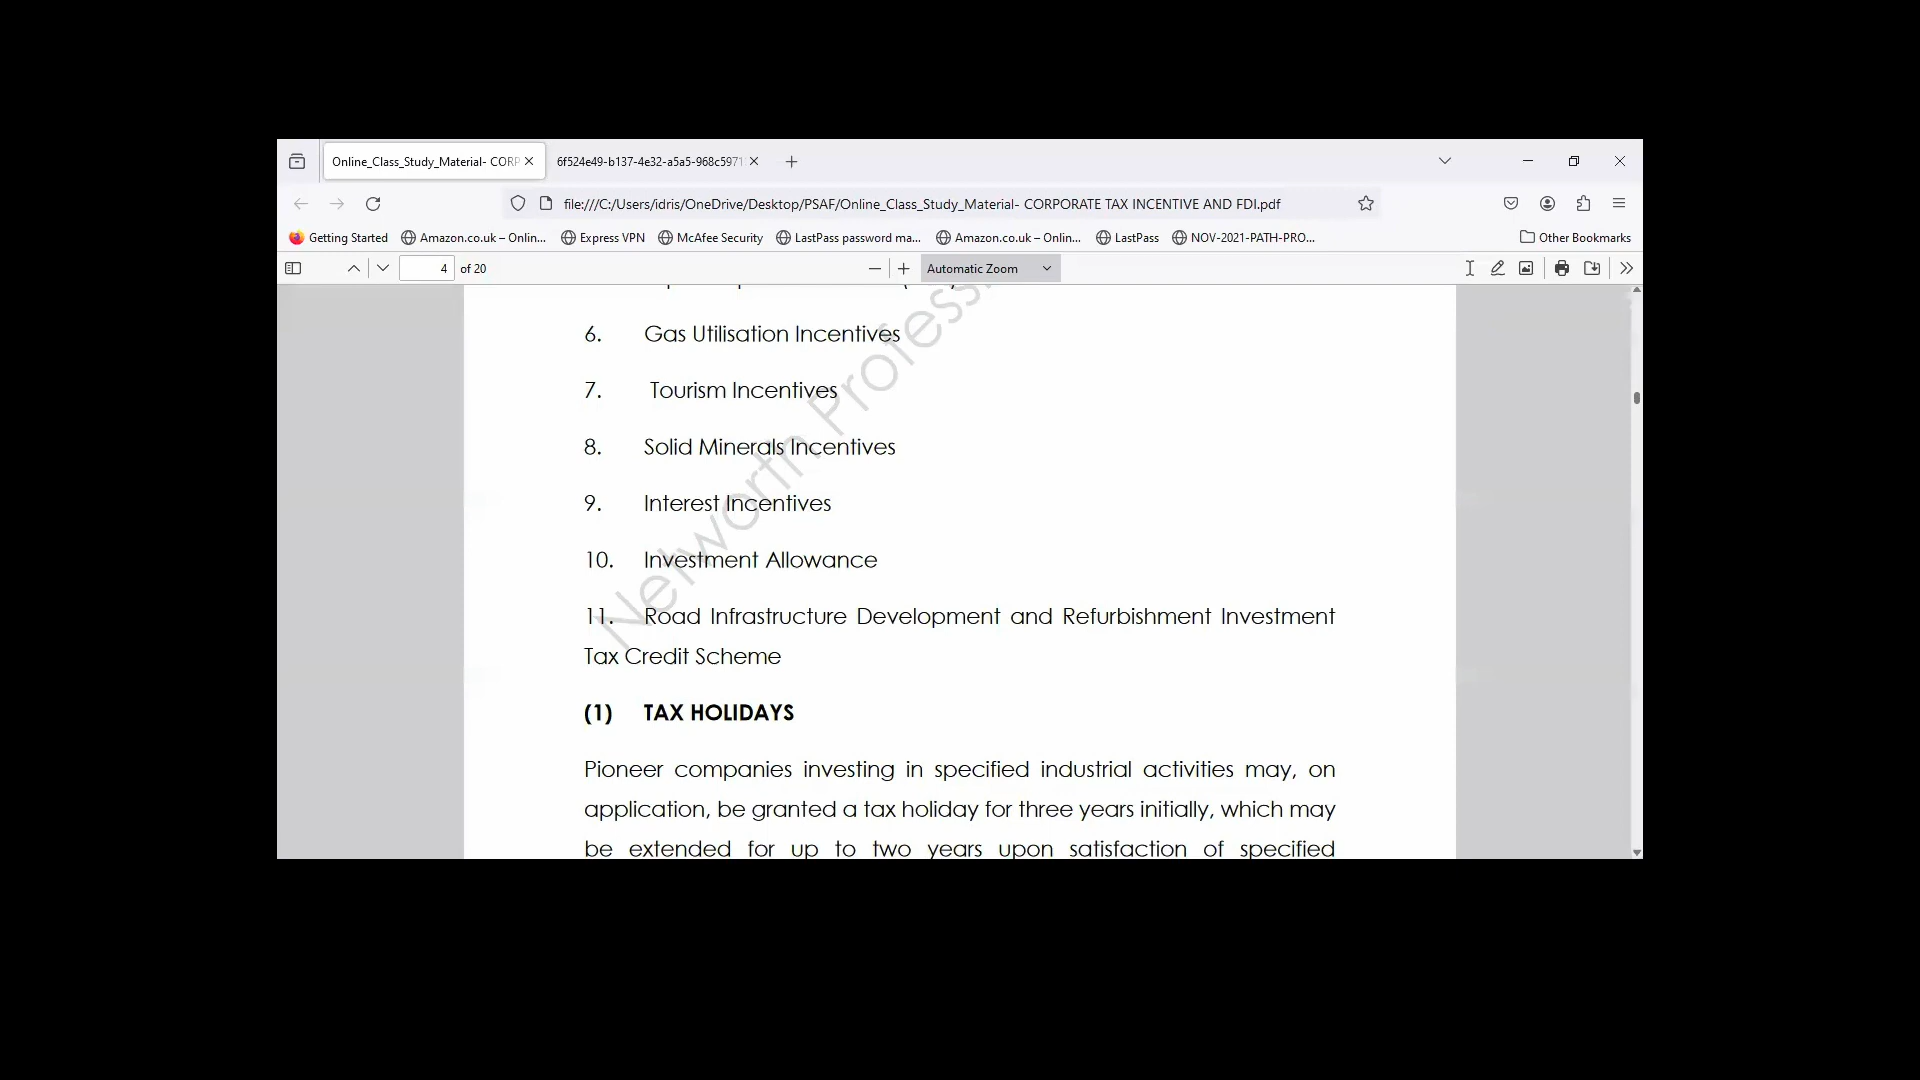 Online_Class_Study_Material- CORP
6f524e49-b137-4e32-a5a5-968c5971
file:///C:/Users/idris/OneDrive/Desktop/PSAF/Online_Class_Study_Material- CORPORATE TAX INCENTIVE AND FDI.pdf
Getting Started Amazon.co.uk – Onlin... Express VPN McAfee Security LastPass password ma... Amazon.co.uk – Onlin... LastPass NOV-2021-PATH-PRO... Other Bookmarks
4 of 20 Automatic Zoom
6. Gas Utilisation Incentives
7. Tourism Incentives
8. Solid Minerals Incentives
9. Interest Incentives
10. Investment Allowance
11. Road Infrastructure Development and Refurbishment Investment
Tax Credit Scheme
(1) TAX HOLIDAYS
Pioneer companies investing in specified industrial activities may, on
application, be granted a tax holiday for three years initially, which may
be extended for up to two years upon satisfaction of specified
Networth Profess